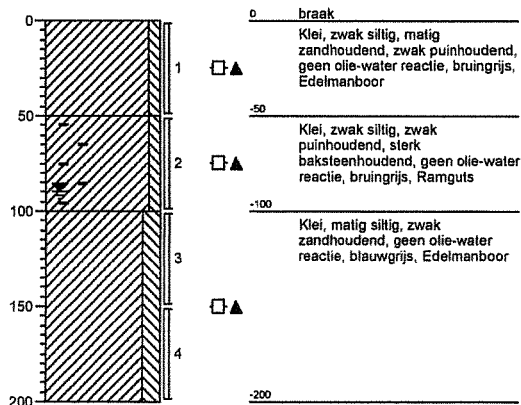 0
50
100
150
200
1
2
3
4
0 braak
Klei, zwak siltig, matig
zandhoudend, zwak puinhoudend,
geen olie-water reactie, bruingrijs,
Edelmanboor
-50
Klei, zwak siltig, zwak
puinhoudend, sterk
baksteenhoudend, geen olie-water
reactie, bruingrijs, Ramguts
-100
Klei, matig siltig, zwak
zandhoudend, geen olie-water
reactie, blauwgrijs, Edelmanboor
-200